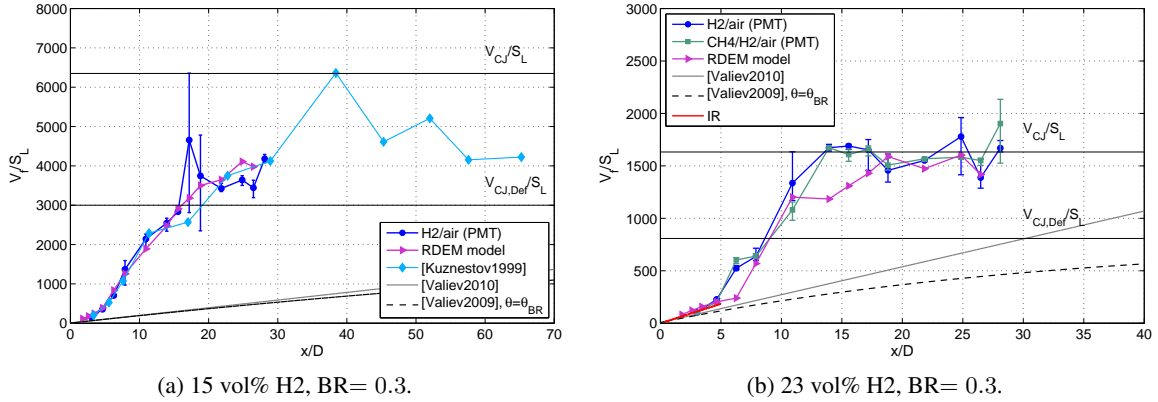 8000
7000
6000
5000
4000
3000
2000
1000
0
V_f/S_L
V_CJ/S_L
V_CJ,Def/S_L
H2/air (PMT)
RDEM model
[Kuznestov1999]
[Valiev2010]
[Valiev2009], θ=θ_BR
0 10 20 30 40 50 60 70
x/D
(a) 15 vol% H2, BR= 0.3.
3000
2500
2000
1500
1000
500
0
V_f/S_L
H2/air (PMT)
CH4/H2/air (PMT)
RDEM model
[Valiev2010]
[Valiev2009], θ=θ_BR
IR
V_CJ/S_L
V_CJ,Def/S_L
0 5 10 15 20 25 30 35 40
x/D
(b) 23 vol% H2, BR= 0.3.